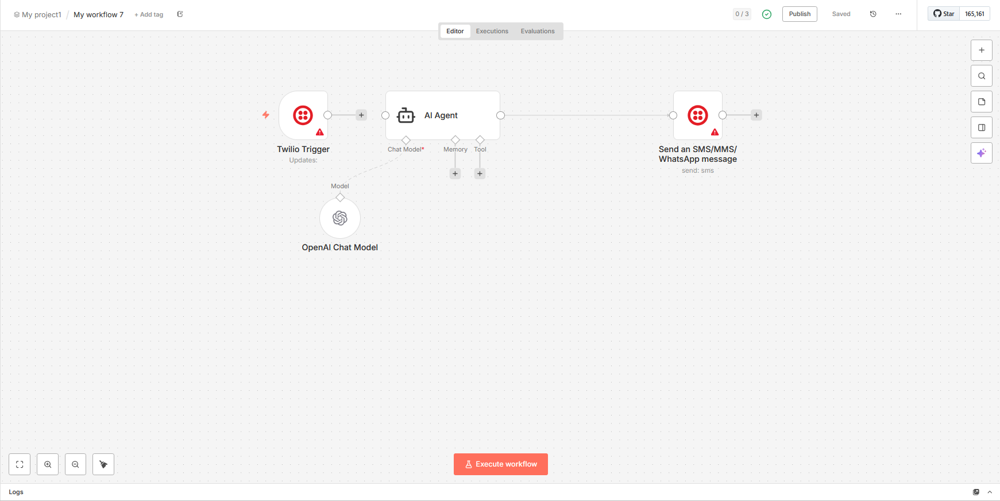 My project1 / My workflow 7 + Add tag
0 / 3 Publish Saved ... Star 165,161
Editor Executions Evaluations
AI Agent
Chat Model* Memory Tool
Twilio Trigger
Updates:
Send an SMS/MMS/
WhatsApp message
send: sms
Model
OpenAI Chat Model
Execute workflow
Logs